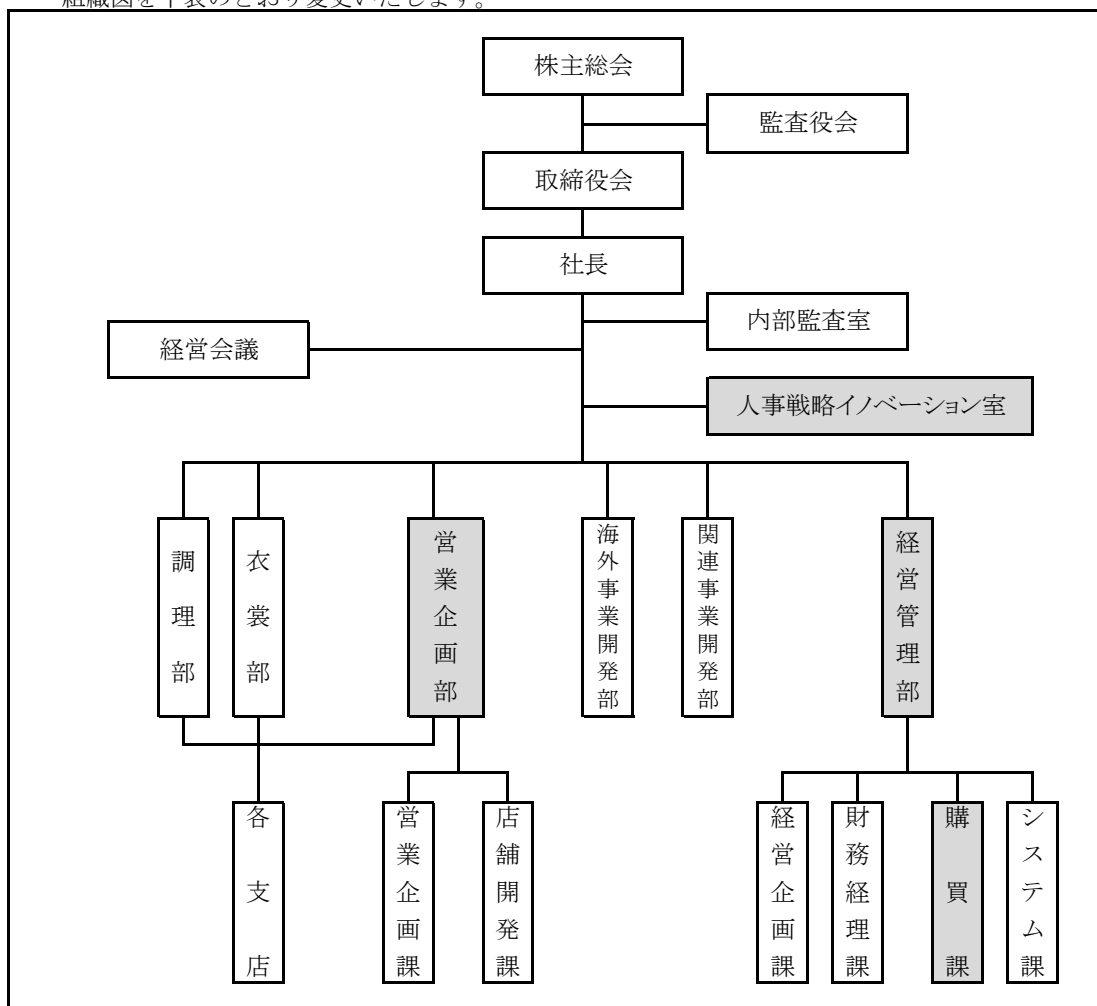 組織図を下表のとおり変更いたします。
株主総会
監査役会
取締役会
社長
内部監査室
経営会議
人事戦略イノベーション室
調理部
衣裳部
営業企画部
海外事業開発部
関連事業開発部
経営管理部
各支店
営業企画課
店舗開発課
経営企画課
財務経理課
購買課
システム課